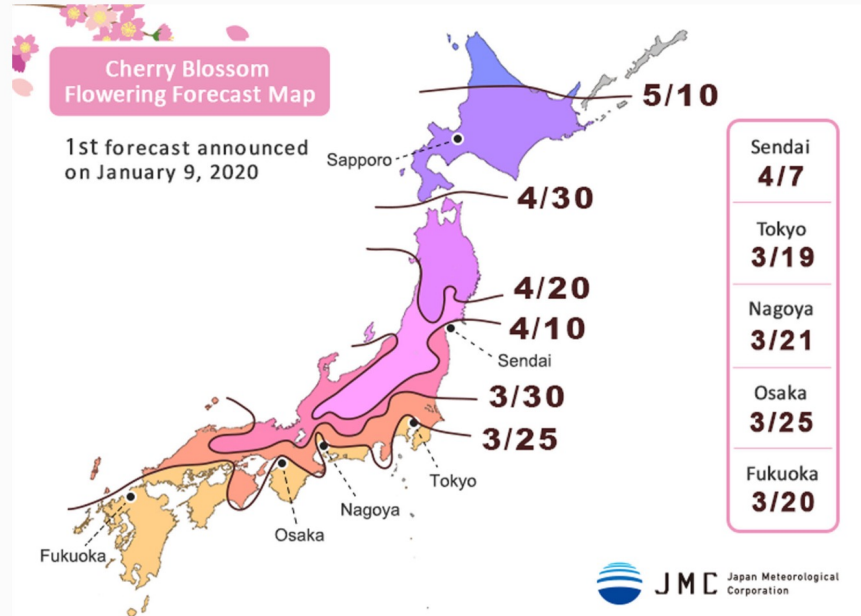 Cherry Blossom
Flowering Forecast Map
1st forecast announced
on January 9, 2020
Sapporo
5/10
4/30
4/20
4/10
Sendai
3/30
3/25
Tokyo
Nagoya
Osaka
Fukuoka
Sendai
4/7
Tokyo
3/19
Nagoya
3/21
Osaka
3/25
Fukuoka
3/20
JMC Japan Meteorological
Corporation